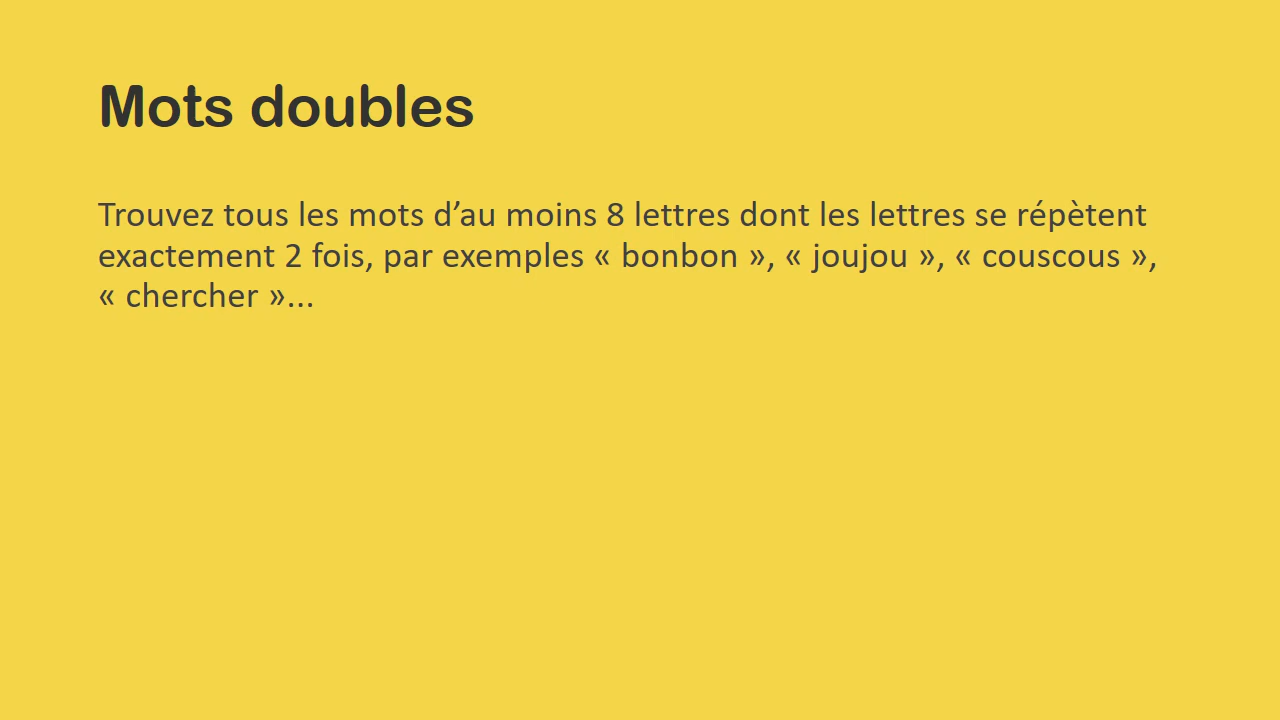 Mots doubles
Trouvez tous les mots d’au moins 8 lettres dont les lettres se répètent
exactement 2 fois, par exemples « bonbon », « joujou », « couscous »,
« chercher »...